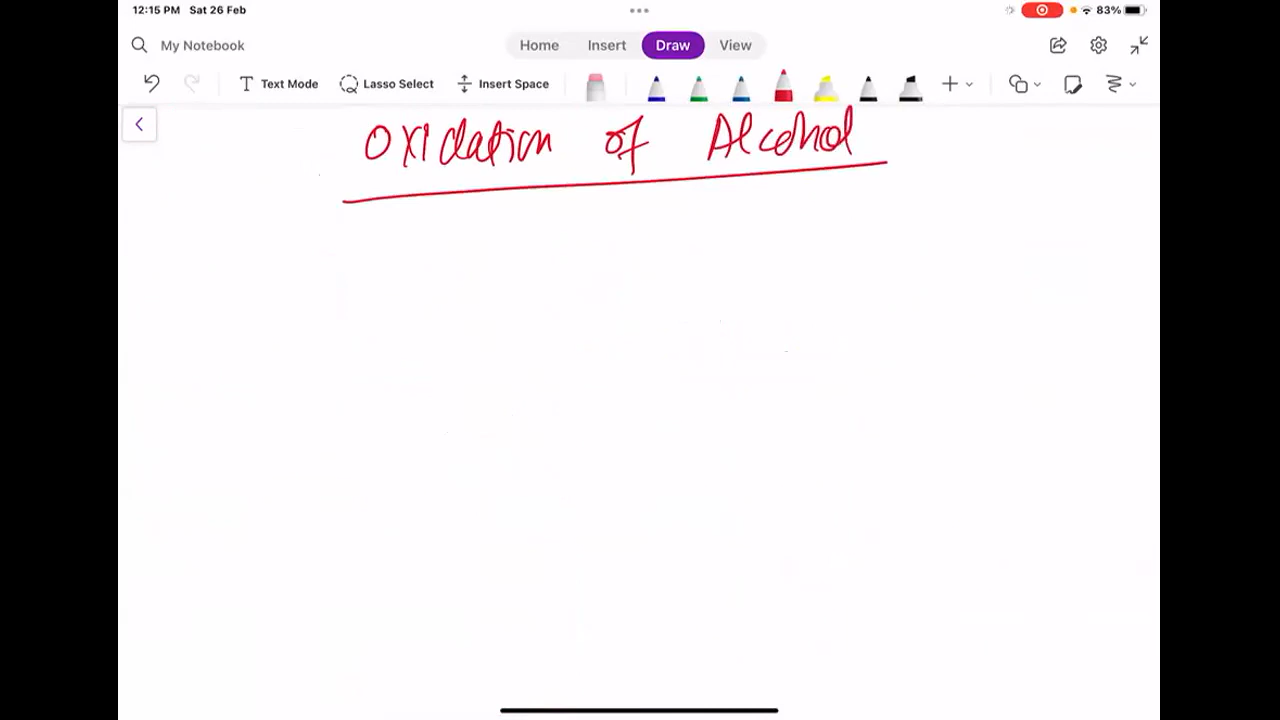 12:15 PM Sat 26 Feb 83%
My Notebook Home Insert Draw View
Text Mode Lasso Select Insert Space
Oxidation of Alcohol